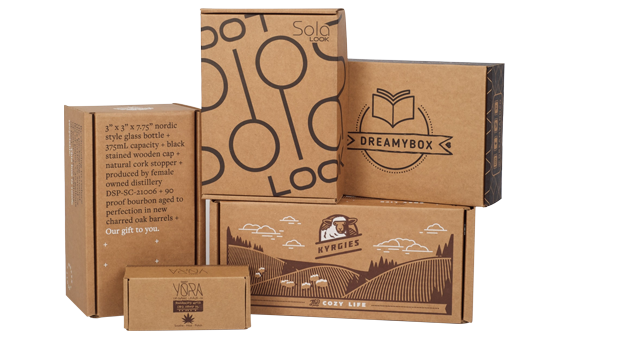 Sola
LOOK
LOOK
DREAMYBOX
3" x 3" x 7.75" nordic
style glass bottle +
375mL capacity + black
stained wooden cap +
natural cork stopper +
produced by female
owned distillery
DSP-SC-21006 + 90
proof bourbon aged to
perfection in new
charred oak barrels +
Our gift to you.
KYRGIES
COZY LIFE
YŌRA